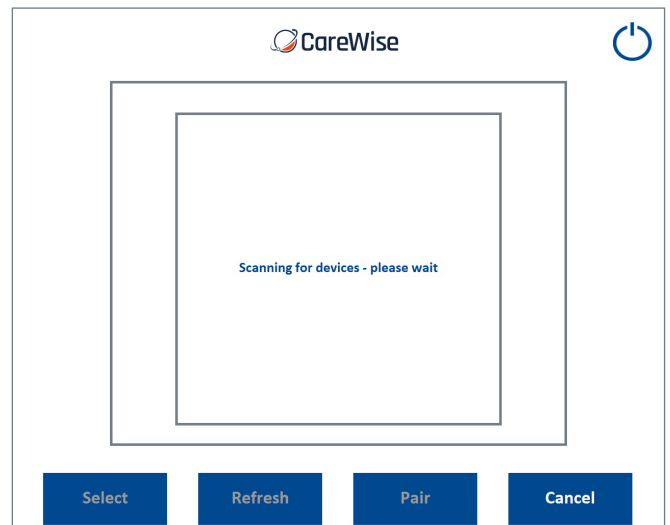 CareWise
Scanning for devices - please wait
Select
Refresh
Pair
Cancel